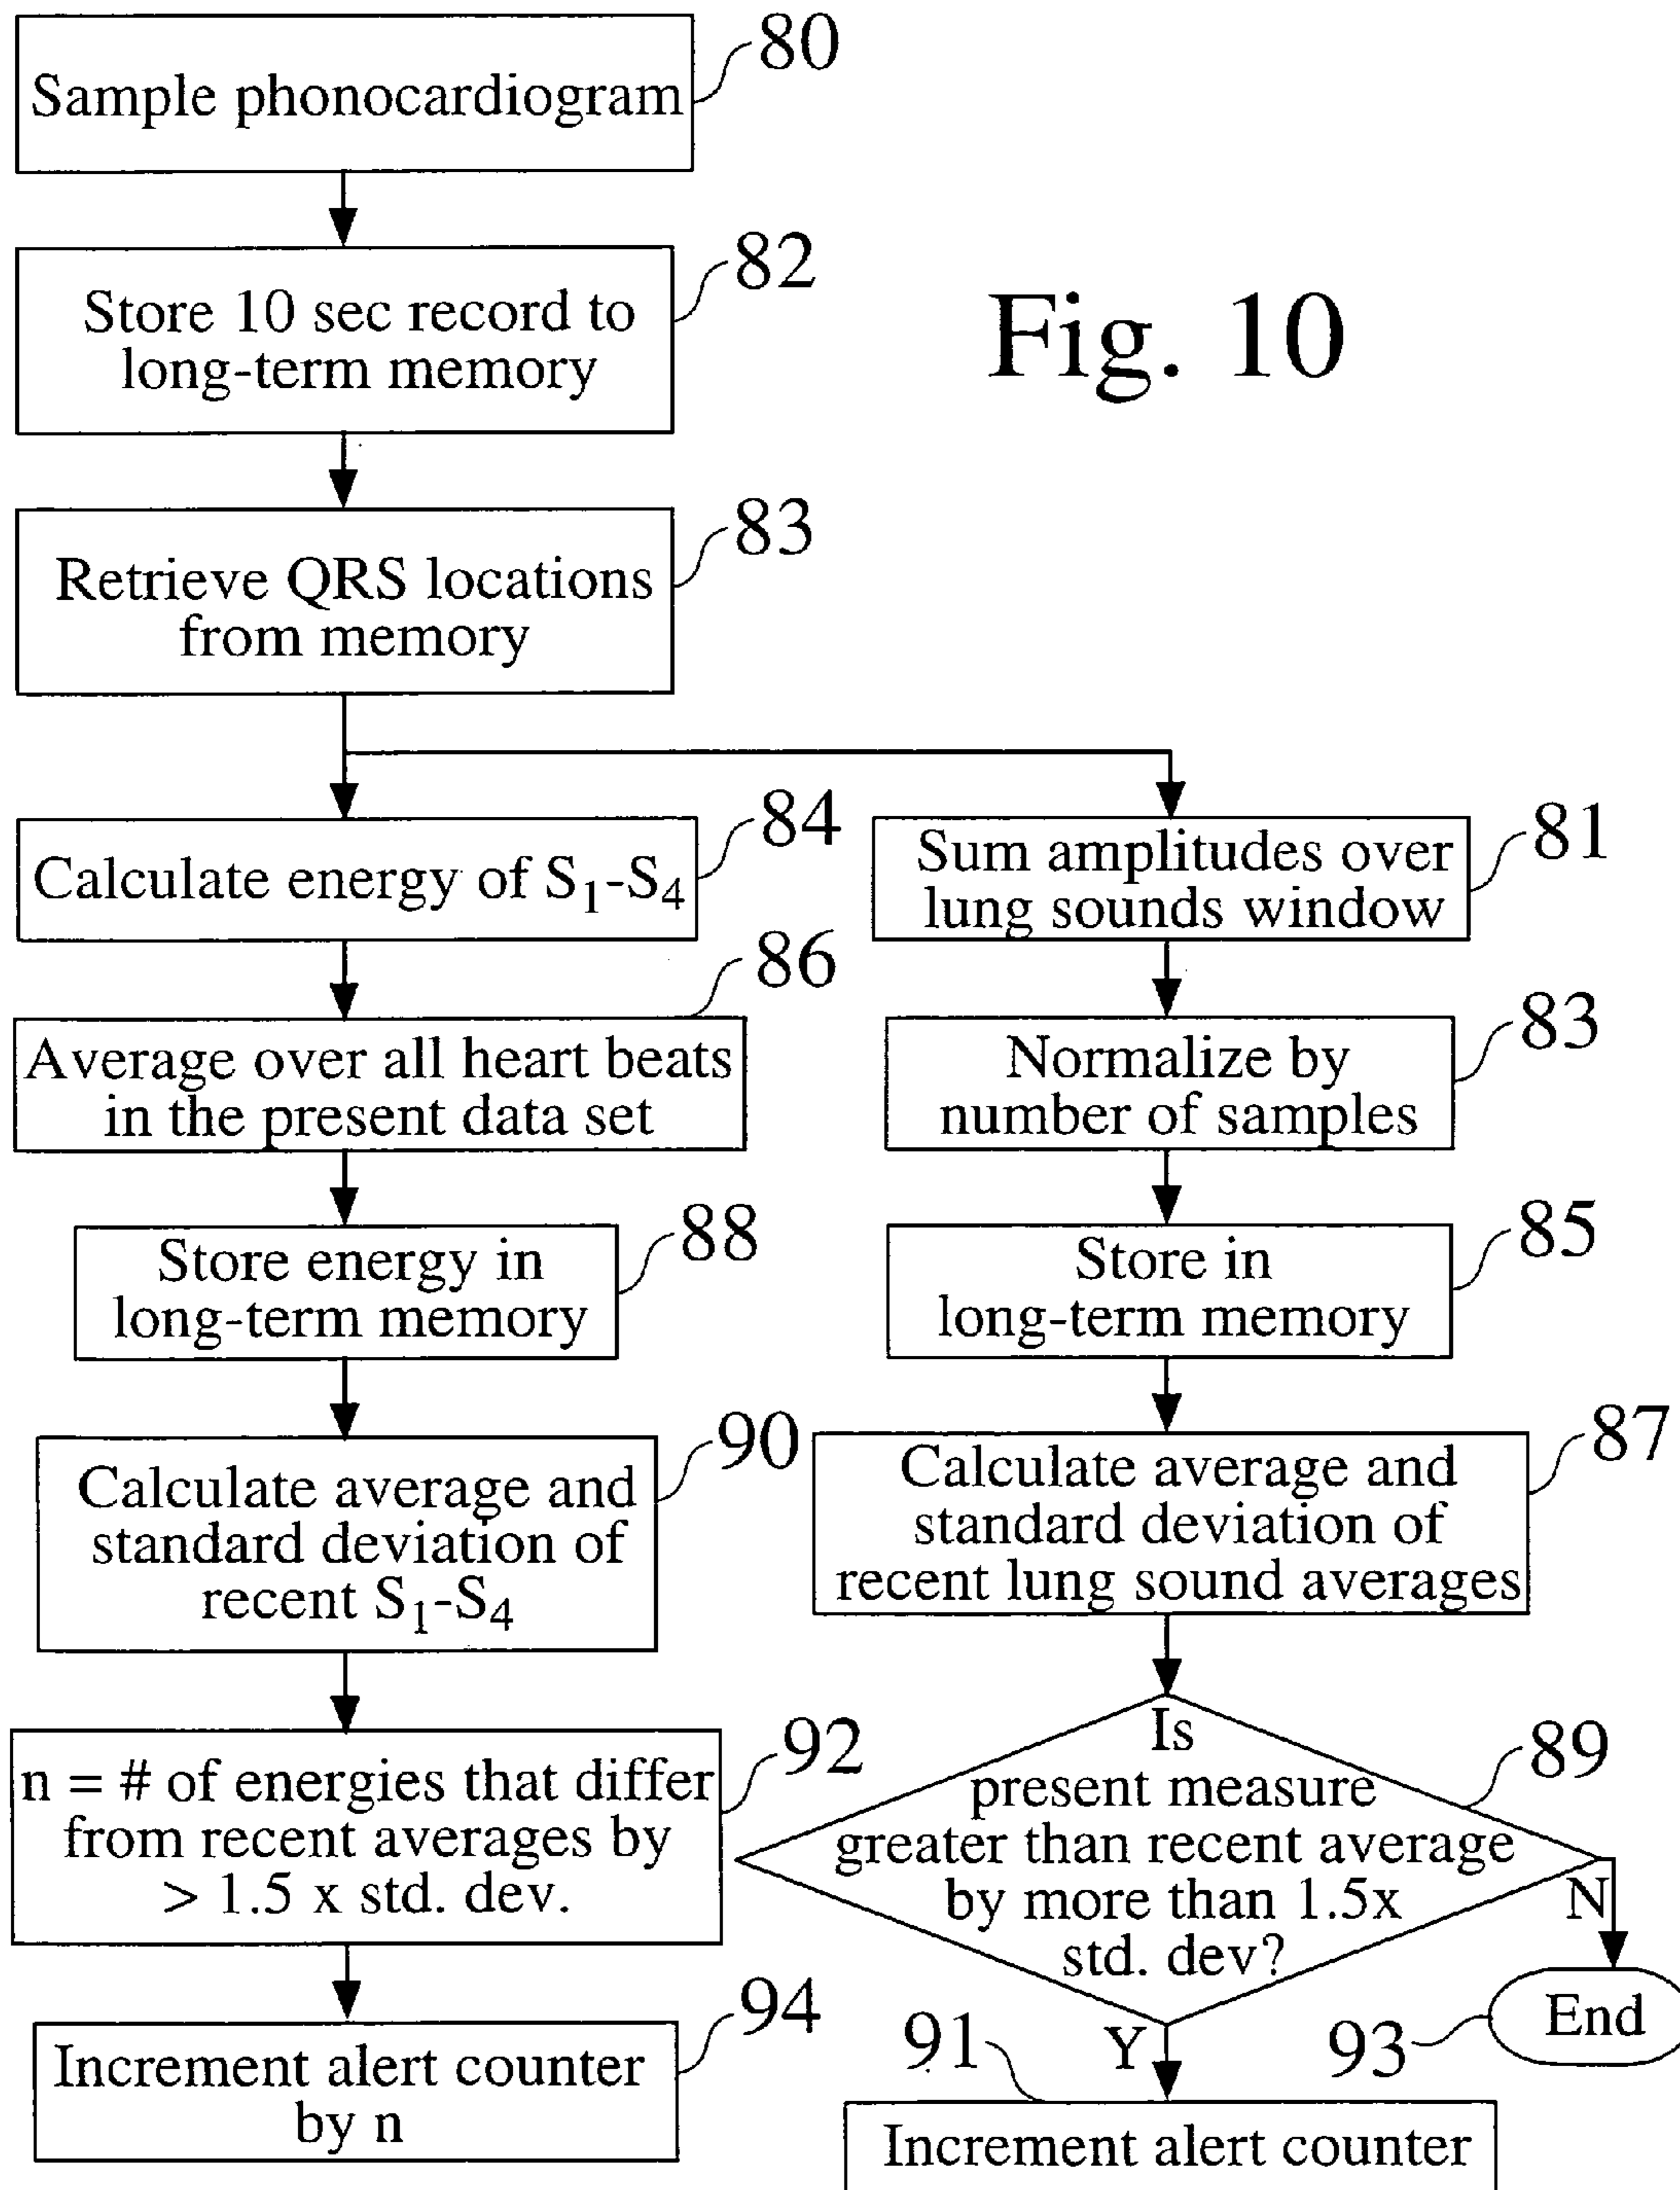 80
Sample phonocardiogram
82
Store 10 sec record to
long-term memory
Fig. 10
83
Retrieve QRS locations
from memory
84
Calculate energy of S1-S4
86
Average over all heart beats
in the present data set
88
Store energy in
long-term memory
90
Calculate average and
standard deviation of
recent S1-S4
92
n = # of energies that differ
from recent averages by
> 1.5 x std. dev.
94
Increment alert counter
by n
81
Sum amplitudes over
lung sounds window
83
Normalize by
number of samples
85
Store in
long-term memory
87
Calculate average and
standard deviation of
recent lung sound averages
89
Is
present measure
greater than recent average
by more than 1.5x
std. dev?
N
93
End
Y
91
Increment alert counter